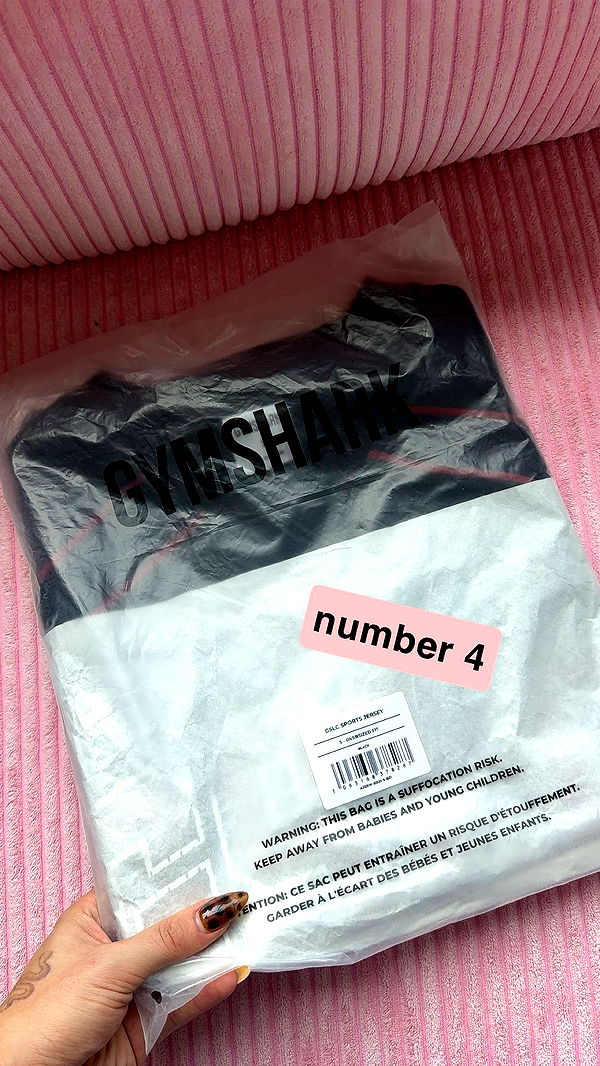 GYMSHARK
number 4
GSLC SPORTS JERSEY
S - OVERSIZED FIT
BLACK
WARNING: THIS BAG IS A SUFFOCATION RISK.
KEEP AWAY FROM BABIES AND YOUNG CHILDREN.
TENTION: CE SAC PEUT ENTRAÎNER UN RISQUE D'ÉTOUFFEMENT.
GARDER À L'ÉCART DES BÉBÉS ET JEUNES ENFANTS.